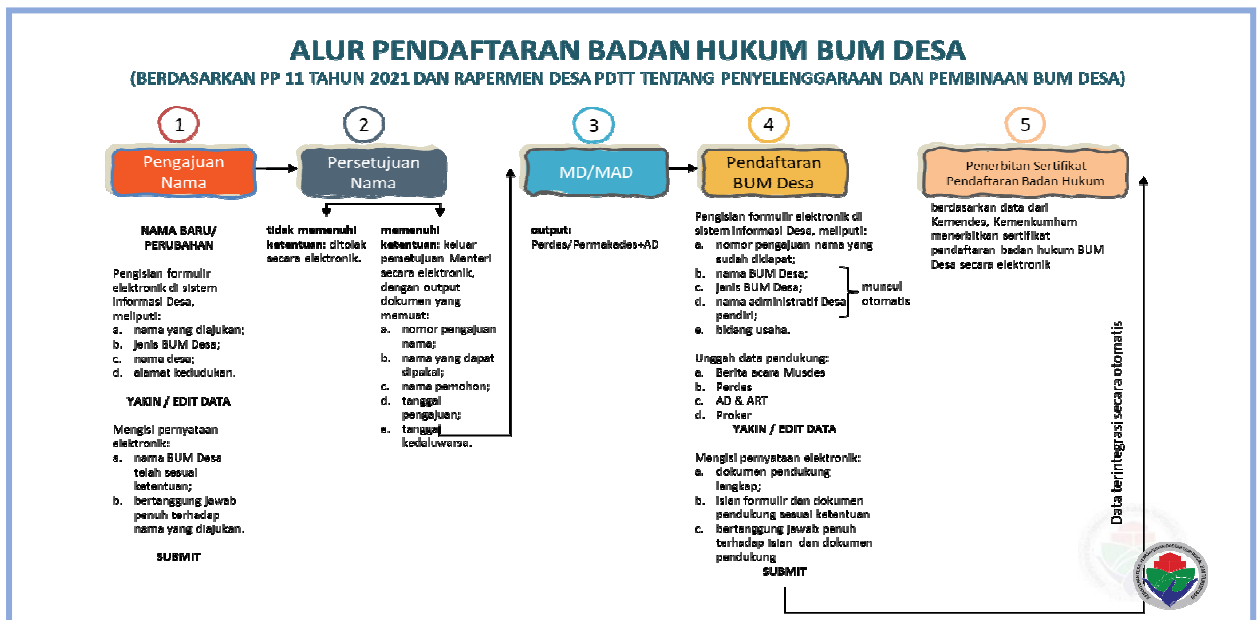 ALUR PENDAFTARAN BADAN HUKUM BUM DESA
(BERDASARKAN PP 11 TAHUN 2021 DAN RAPERMEN DESA PDTT TENTANG PENYELENGGARAAN DAN PEMBINAAN BUM DESA)
1
Pengajuan
Nama
NAMA BARU/
PERUBAHAN
Pengisian formulir
elektronik di sistem
Informasi Desa,
meliputi:
a. nama yang diajukan;
b. jenis BUM Desa;
c. nama desa;
d. alamat kedudukan.
YAKIN / EDIT DATA
Mengisi pernyataan
elektronik:
a. nama BUM Desa
telah sesuai
ketentuan;
b. bertanggung jawab
penuh terhadap
nama yang diajukan.
SUBMIT
2
Persetujuan
Nama
tidak memenuhi
ketentuan: ditolak
secara elektronik.
memenuhi
ketentuan: keluar
persetujuan Menteri
secara elektronik,
dengan output
dokumen yang
memuat:
a. nomor pengajuan
nama;
b. nama yang dapat
dipakai;
c. nama pemohon;
d. tanggal
pengajuan;
e. tanggal
kedaluwarsa.
3
MD/MAD
output:
Perdes/Permakades+AD
4
Pendaftaran
BUM Desa
Pengisian formulir elektronik di
sistem informasi Desa, meliputi:
a. nomor pengajuan nama yang
sudah didapat;
b. nama BUM Desa;
c. jenis BUM Desa;
d. nama administratif Desa
pendiri;
e. bidang usaha.
muncul
otomatis
Unggah data pendukung:
a. Berita acara Musdes
b. Perdes
c. AD & ART
d. Proker
YAKIN / EDIT DATA
Mengisi pernyataan elektronik:
a. dokumen pendukung
lengkap;
b. isian formulir dan dokumen
pendukung sesuai ketentuan
c. bertanggung jawab penuh
terhadap isian dan dokumen
pendukung
SUBMIT
5
Penerbitan Sertifikat
Pendaftaran Badan Hukum
berdasarkan data dari
Kemendes, Kemenkumham
menerbitkan sertifikat
pendaftaran badan hukum BUM
Desa secara elektronik
Data terintegrasi secara otomatis